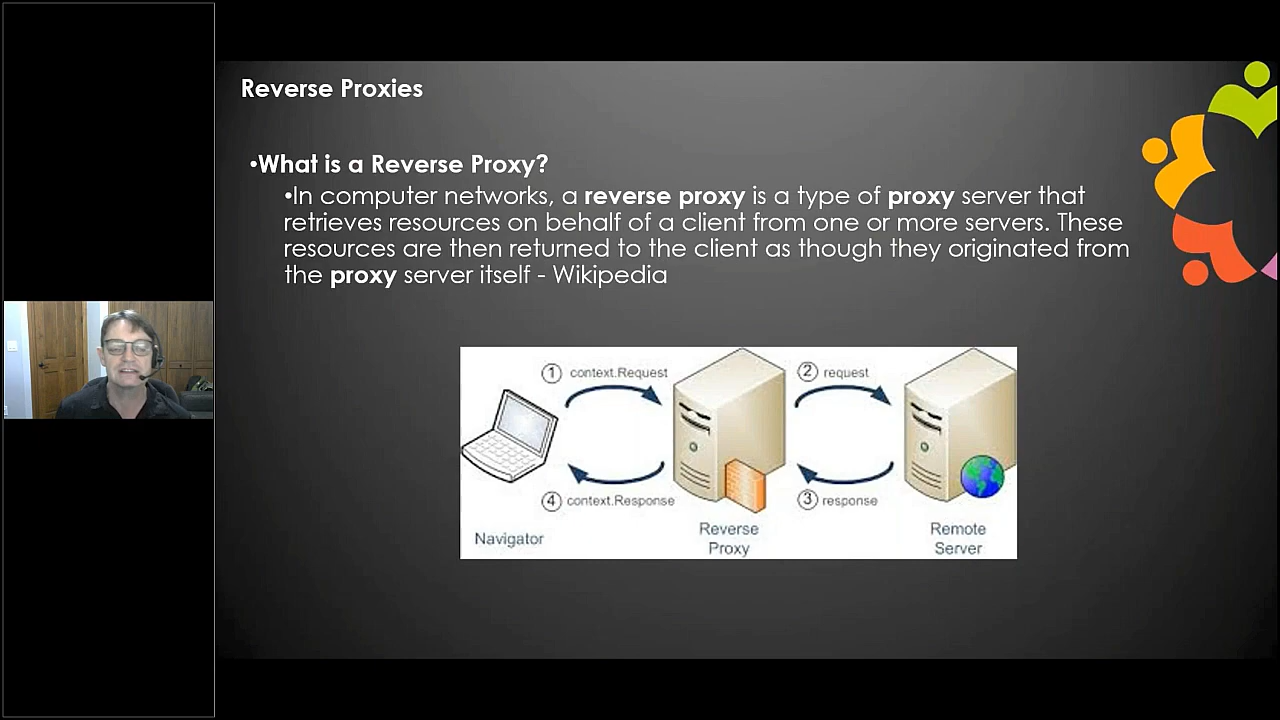 Reverse Proxies
•What is a Reverse Proxy?
•In computer networks, a reverse proxy is a type of proxy server that
retrieves resources on behalf of a client from one or more servers. These
resources are then returned to the client as though they originated from
the proxy server itself - Wikipedia
1 context.Request
2 request
4 context.Response
3 response
Navigator
Reverse
Proxy
Remote
Server